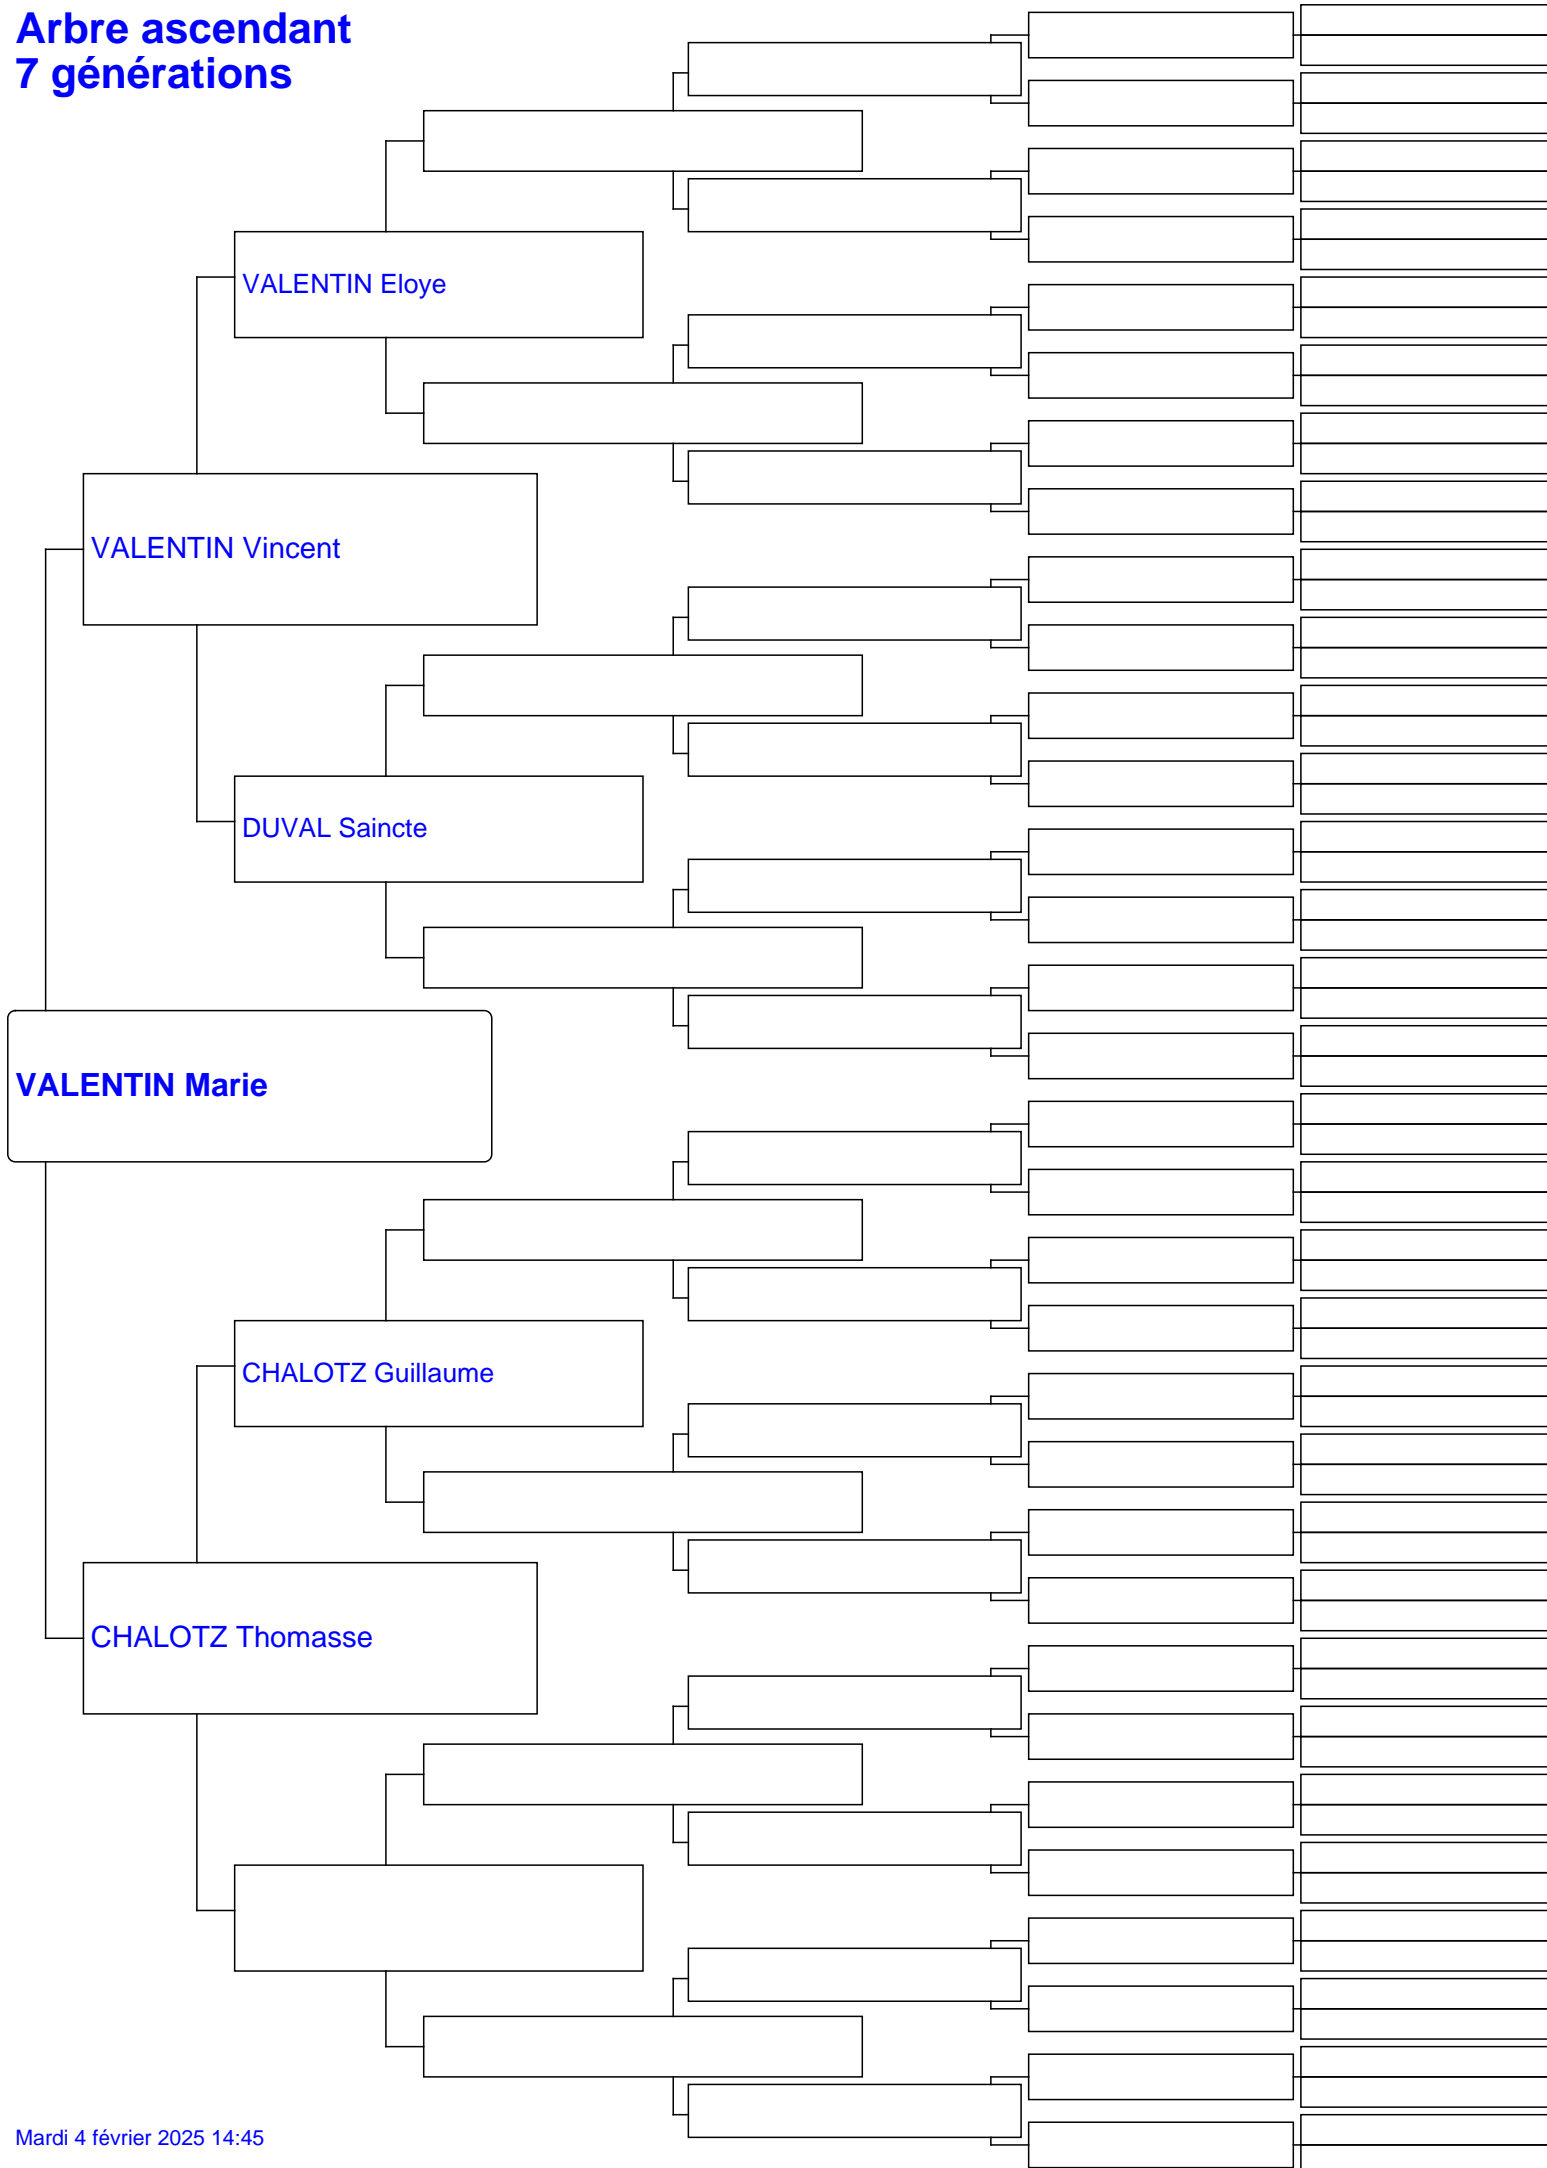 Arbre ascendant
7 générations
VALENTIN Eloye
VALENTIN Vincent
DUVAL Saincte
VALENTIN Marie
CHALOTZ Guillaume
CHALOTZ Thomasse
Mardi 4 février 2025 14:45